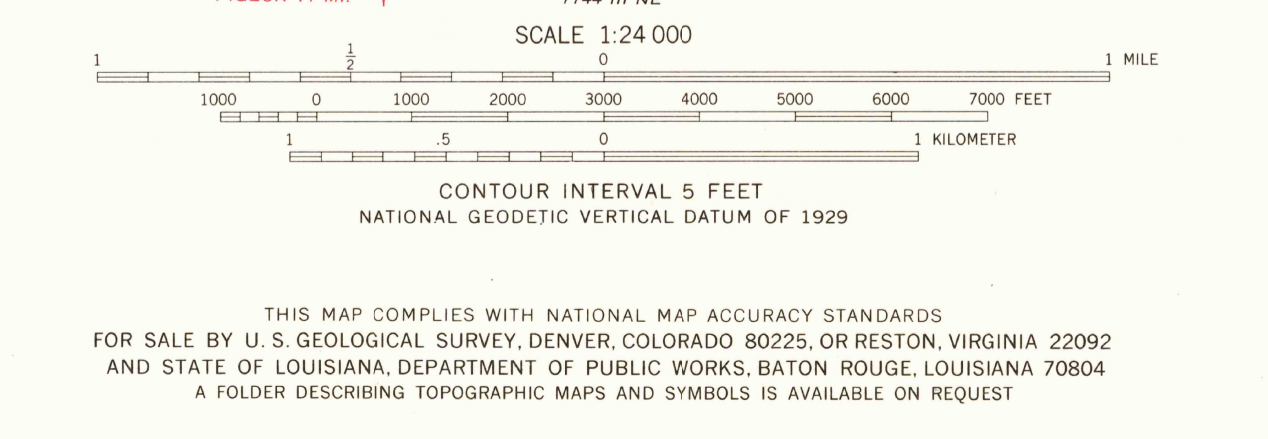 SCALE 1:24 000
1 1/2 0 1 MILE
1000 0 1000 2000 3000 4000 5000 6000 7000 FEET
1 .5 0 1 KILOMETER
CONTOUR INTERVAL 5 FEET
NATIONAL GEODETIC VERTICAL DATUM OF 1929
THIS MAP COMPLIES WITH NATIONAL MAP ACCURACY STANDARDS
FOR SALE BY U. S. GEOLOGICAL SURVEY, DENVER, COLORADO 80225, OR RESTON, VIRGINIA 22092
AND STATE OF LOUISIANA, DEPARTMENT OF PUBLIC WORKS, BATON ROUGE, LOUISIANA 70804
A FOLDER DESCRIBING TOPOGRAPHIC MAPS AND SYMBOLS IS AVAILABLE ON REQUEST